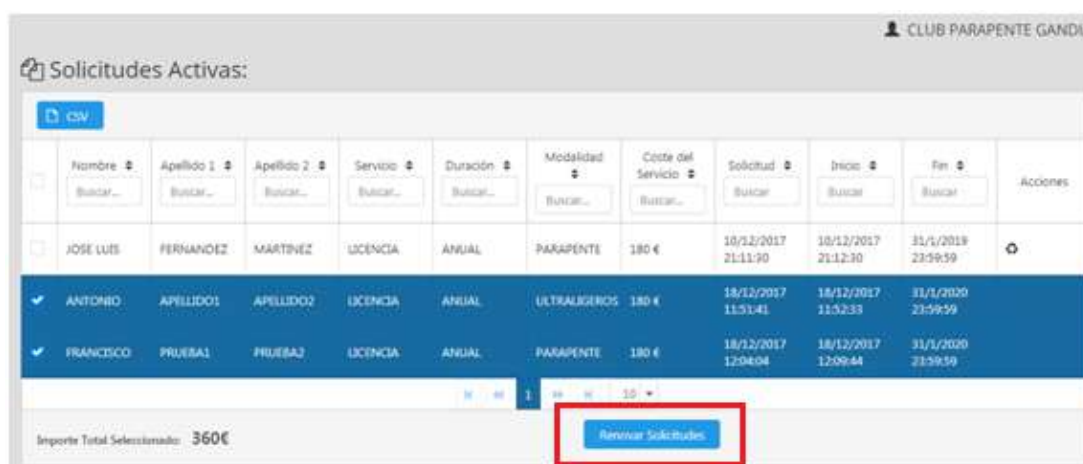 CLUB PARAPENTE GANDI
Solicitudes Activas:
CSV
Nombre Apellido 1 Apellido 2 Servicio Duración Modalidad Coste del Servicio Solicitud Inicio Fin Acciones
Buscar... Buscar... Buscar... Buscar... Buscar... Buscar... Buscar... Buscar Buscar Buscar
JOSE LUIS FERNANDEZ MARTINEZ LICENCIA ANUAL PARAPENTE 180 € 10/12/2017 21:11:30 10/12/2017 21:12:30 31/1/2019 23:59:59
ANTONIO APELLIDO1 APELLIDO2 LICENCIA ANUAL ULTRALIGEROS 180 € 18/12/2017 11:51:41 18/12/2017 11:52:33 31/1/2020 23:59:59
FRANCISCO PRUEBA1 PRUEBA2 LICENCIA ANUAL PARAPENTE 180 € 18/12/2017 12:04:04 18/12/2017 12:09:44 31/1/2020 23:59:59
1 10
Importe Total Seleccionado: 360€ Renovar Solicitudes